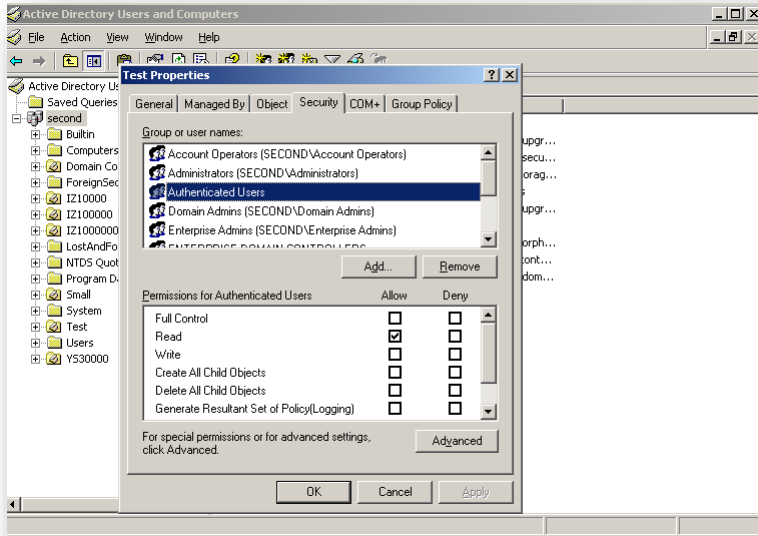 Active Directory Users and Computers
File Action View Window Help
Test Properties
Active Directory Us
Saved Queries
second
Builtin
Computers
Domain Co
ForeignSec
IZ10000
IZ100000
IZ1000000
LostAndFo
NTDS Quot
Program D
Small
System
Test
Users
YS30000
General Managed By Object Security COM+ Group Policy
Group or user names:
Account Operators (SECOND\Account Operators)
Administrators (SECOND\Administrators)
Authenticated Users
Domain Admins (SECOND\Domain Admins)
Enterprise Admins (SECOND\Enterprise Admins)
ENTERPRISE DOMAIN CONTROLLERS
Add... Remove
Permissions for Authenticated Users Allow Deny
Full Control
Read
Write
Create All Child Objects
Delete All Child Objects
Generate Resultant Set of Policy(Logging)
For special permissions or for advanced settings,
click Advanced.
Advanced
OK Cancel Apply
upgr...
secu...
orag...
s
upgr...
orph...
cont...
dom...